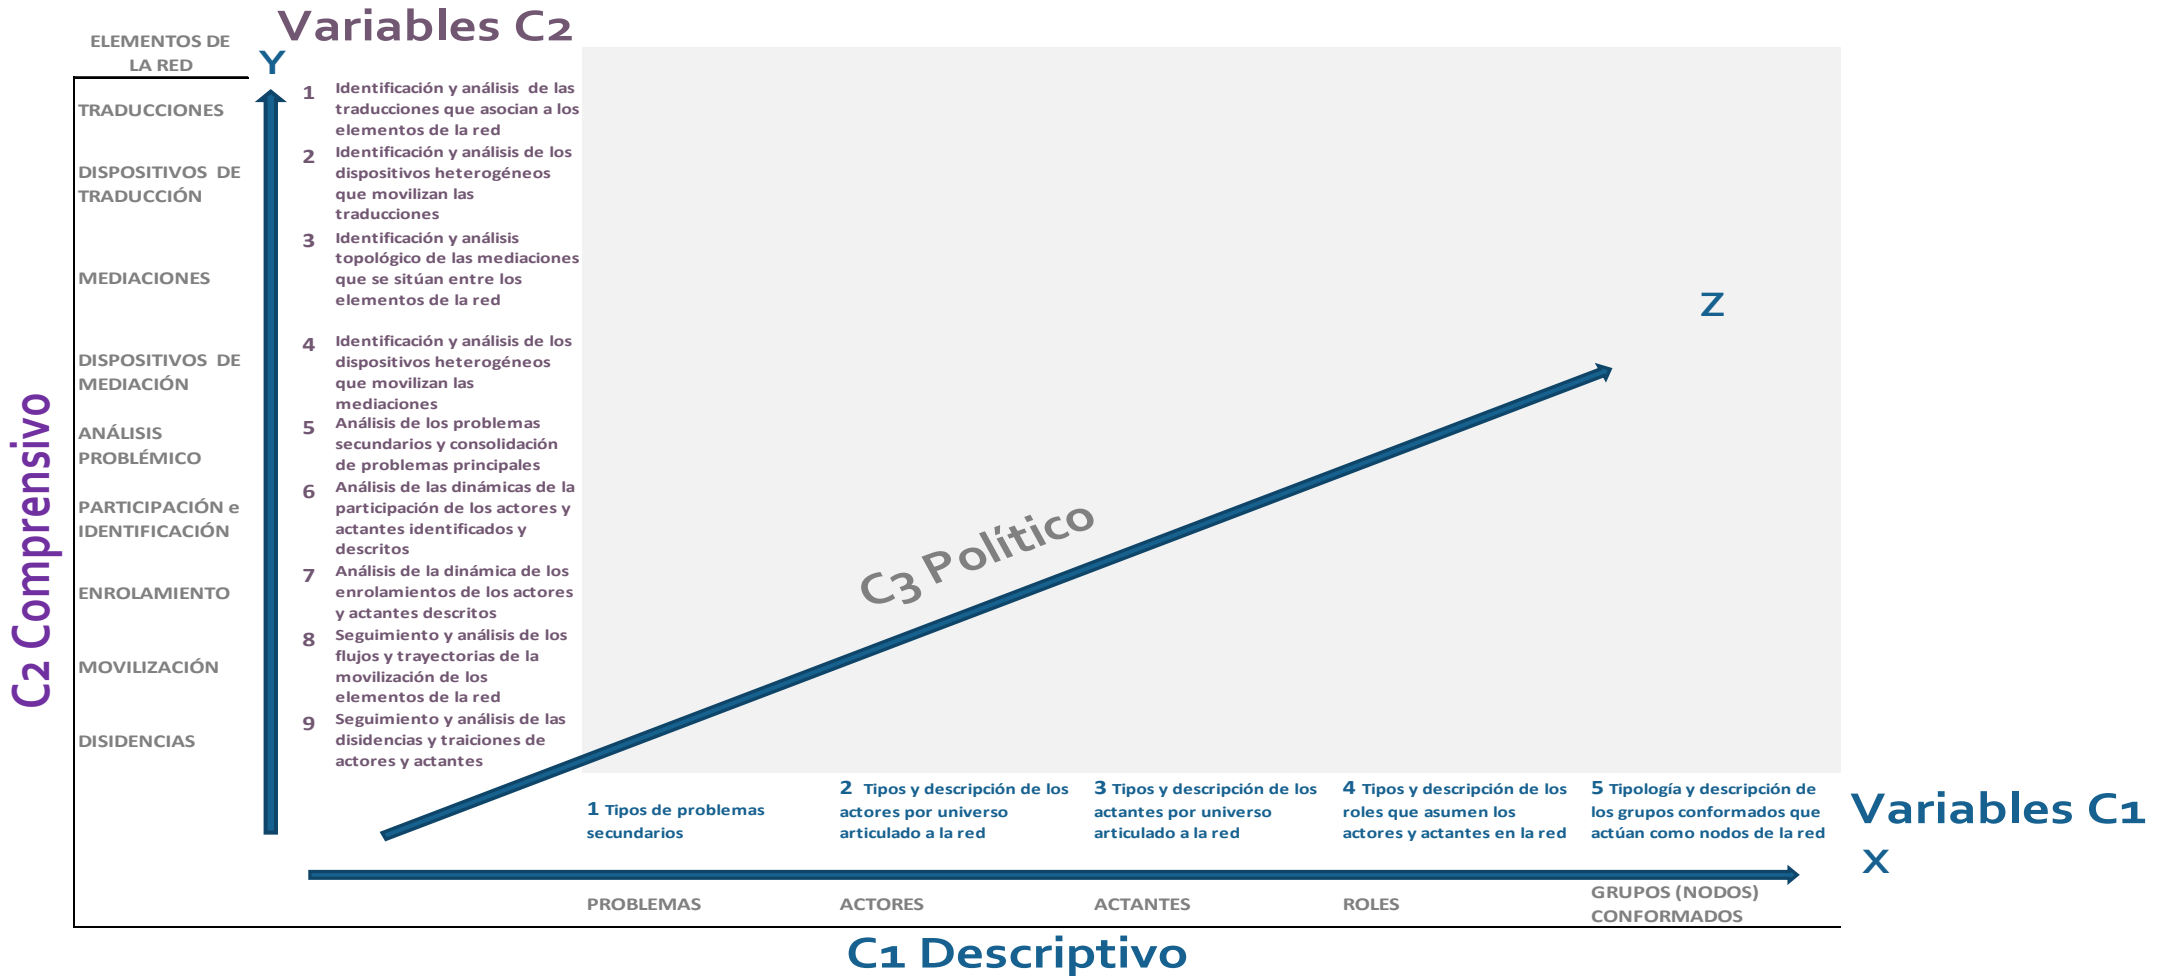 Variables C2
ELEMENTOS DE
LA RED
Y
TRADUCCIONES
1 Identificación y análisis de las
traducciones que asocian a los
elementos de la red
DISPOSITIVOS DE
TRADUCCIÓN
2 Identificación y análisis de los
dispositivos heterogéneos
que movilizan las
traducciones
MEDIACIONES
3 Identificación y análisis
topológico de las mediaciones
que se sitúan entre los
elementos de la red
DISPOSITIVOS DE
MEDIACIÓN
4 Identificación y análisis de los
dispositivos heterogéneos
que movilizan las
mediaciones
ANÁLISIS
PROBLÉMICO
5 Análisis de los problemas
secundarios y consolidación
de problemas principales
PARTICIPACIÓN e
IDENTIFICACIÓN
6 Análisis de las dinámicas de la
participación de los actores y
actantes identificados y
descritos
ENROLAMIENTO
7 Análisis de la dinámica de los
enrolamientos de los actores
y actantes descritos
MOVILIZACIÓN
8 Seguimiento y análisis de los
flujos y trayectorias de la
movilización de los
elementos de la red
DISIDENCIAS
9 Seguimiento y análisis de las
disidencias y traiciones de
actores y actantes
C2 Comprensivo
Z
C3 Político
1 Tipos de problemas
secundarios
2 Tipos y descripción de los
actores por universo
articulado a la red
3 Tipos y descripción de los
actantes por universo
articulado a la red
4 Tipos y descripción de los
roles que asumen los
actores y actantes en la red
5 Tipología y descripción de
los grupos conformados que
actúan como nodos de la red
Variables C1
X
PROBLEMAS
ACTORES
ACTANTES
ROLES
GRUPOS (NODOS)
CONFORMADOS
C1 Descriptivo